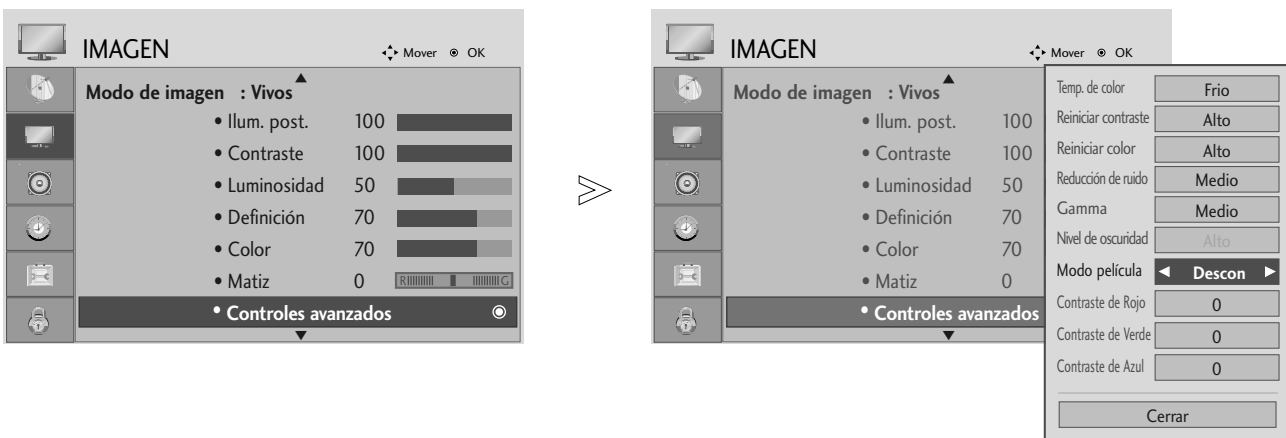 IMAGEN
Mover OK
Modo de imagen : Vivos
• Ilum. post. 100
• Contraste 100
• Luminosidad 50
• Definición 70
• Color 70
• Matiz 0 R G
• Controles avanzados
IMAGEN
Mover OK
Modo de imagen : Vivos
• Ilum. post. 100
• Contraste 100
• Luminosidad 50
• Definición 70
• Color 70
• Matiz 0
• Controles avanzados
Temp. de color Frio
Reiniciar contraste Alto
Reiniciar color Alto
Reducción de ruido Medio
Gamma Medio
Nivel de oscuridad Alto
Modo película Descon
Contraste de Rojo 0
Contraste de Verde 0
Contraste de Azul 0
Cerrar